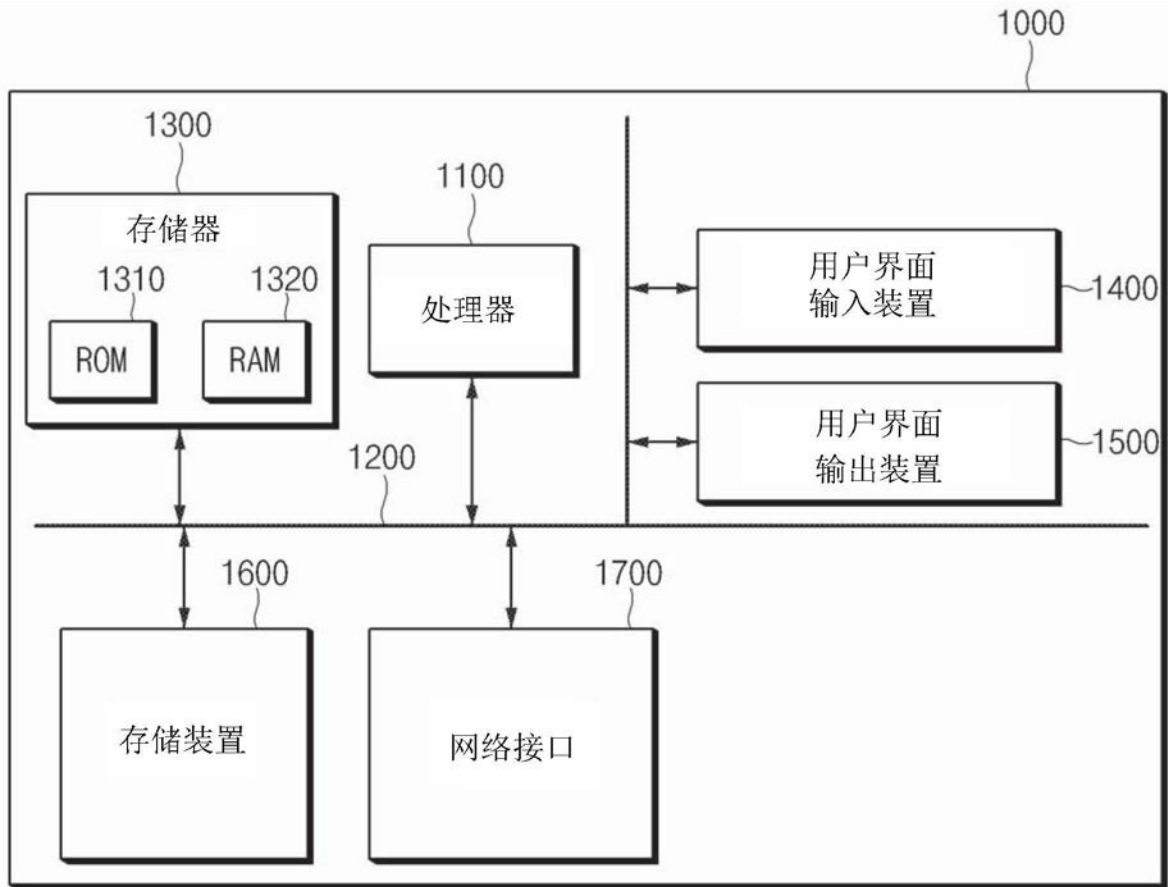 1000
1300
1100
存储器
1310
1320
ROM
RAM
处理器
用户界面
输入装置
1400
用户界面
输出装置
1500
1200
1600
1700
存储装置
网络接口